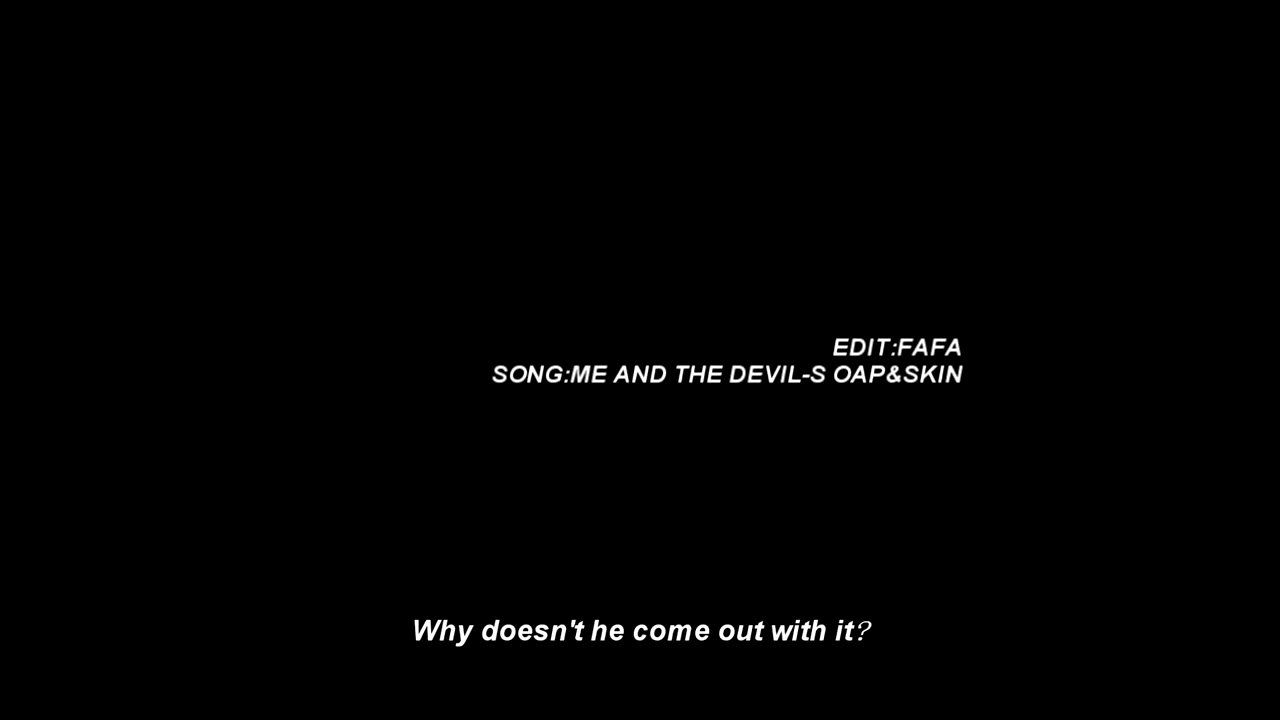 EDIT:FAFA
SONG:ME AND THE DEVIL-S OAP&SKIN
Why doesn't he come out with it?